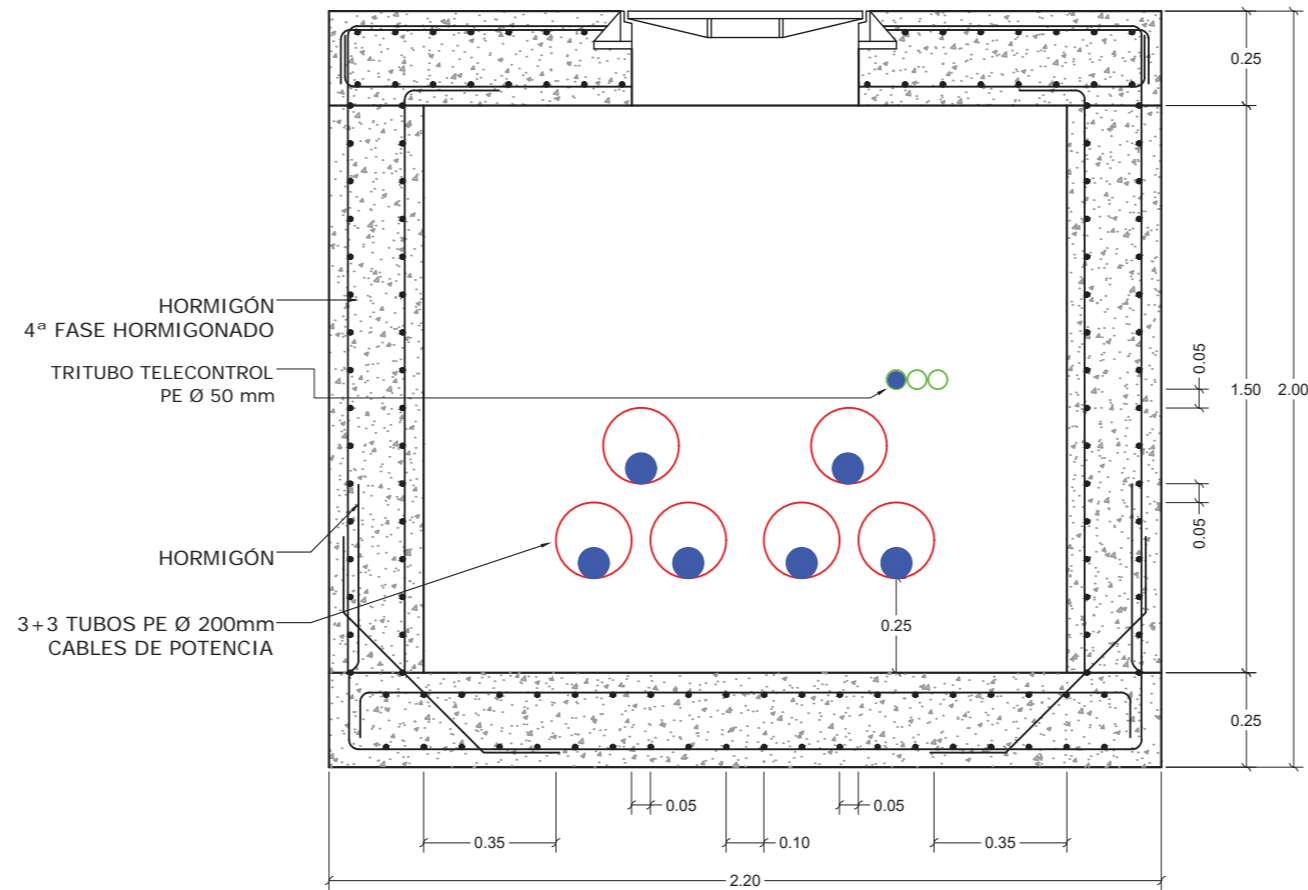 0.25
HORMIGÓN
4ª FASE HORMIGONADO
TRITUBO TELECONTROL
PE Ø 50 mm
0.05
1.50
2.00
0.05
HORMIGÓN
3+3 TUBOS PE Ø 200mm
CABLES DE POTENCIA
0.25
0.25
0.05
0.05
0.35
0.10
0.35
2.20